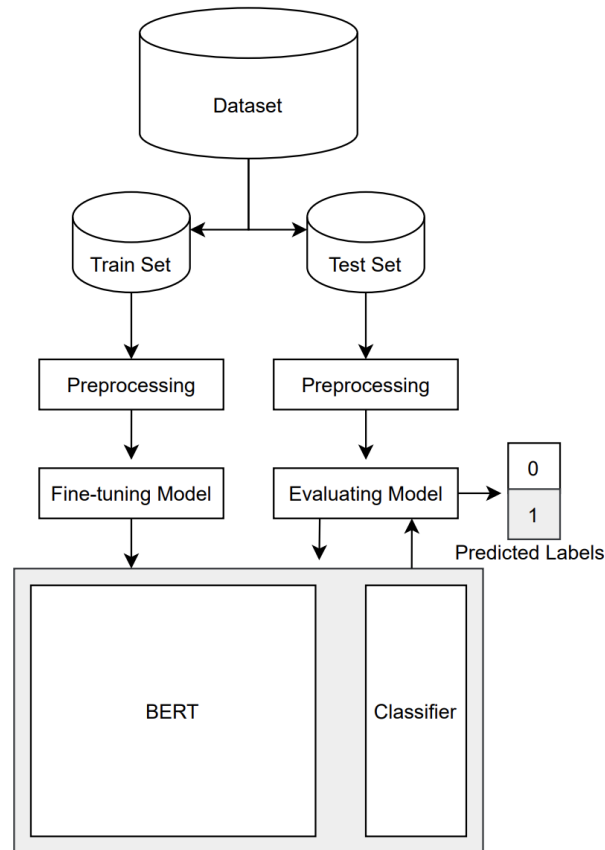 Dataset
Train Set
Test Set
Preprocessing
Preprocessing
Fine-tuning Model
Evaluating Model
0
1
Predicted Labels
BERT
Classifier